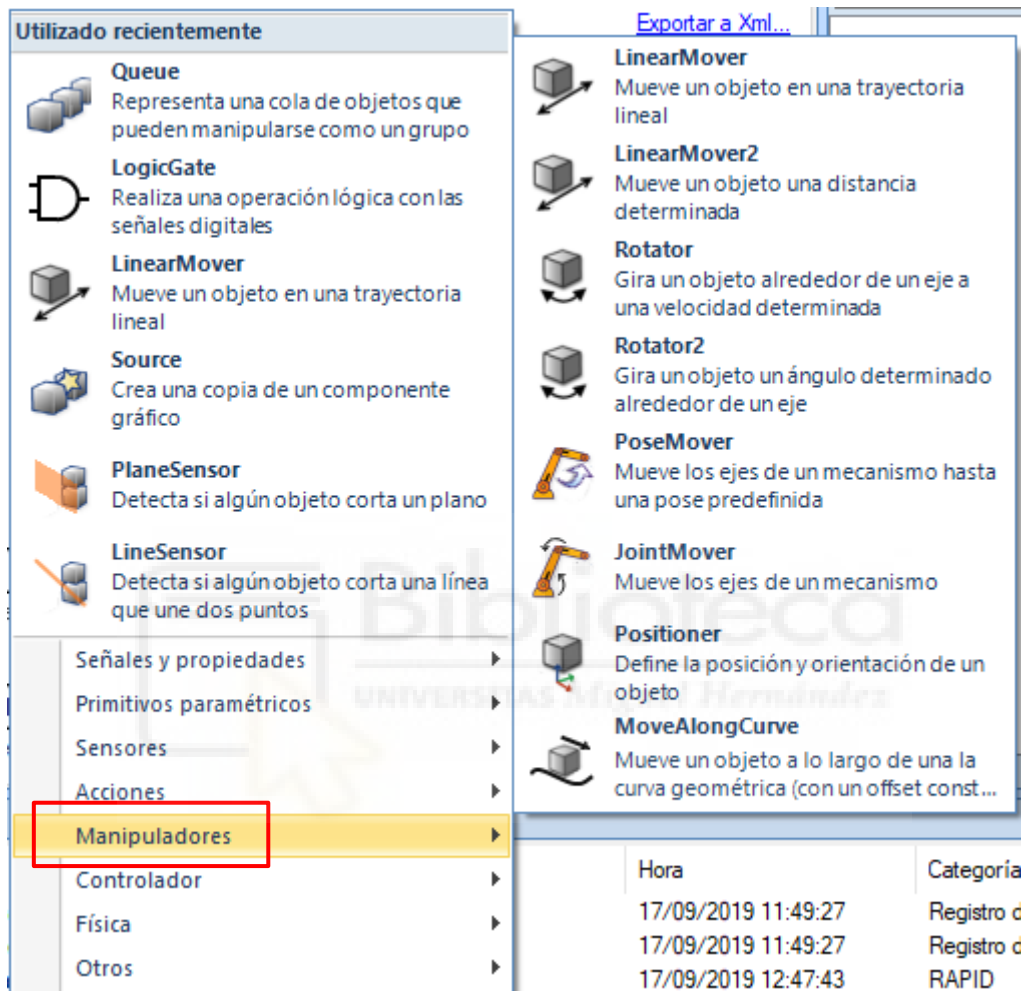 Utilizado recientemente
Queue
Representa una cola de objetos que
pueden manipularse como un grupo
LogicGate
Realiza una operación lógica con las
señales digitales
LinearMover
Mueve un objeto en una trayectoria
lineal
Source
Crea una copia de un componente
gráfico
PlaneSensor
Detecta si algún objeto corta un plano
LineSensor
Detecta si algún objeto corta una línea
que une dos puntos
Señales y propiedades
Primitivos paramétricos
Sensores
Acciones
Manipuladores
Controlador
Física
Otros
Exportar a Xml...
LinearMover
Mueve un objeto en una trayectoria
lineal
LinearMover2
Mueve un objeto una distancia
determinada
Rotator
Gira un objeto alrededor de un eje a
una velocidad determinada
Rotator2
Gira un objeto un ángulo determinado
alrededor de un eje
PoseMover
Mueve los ejes de un mecanismo hasta
una pose predefinida
JointMover
Mueve los ejes de un mecanismo
Positioner
Define la posición y orientación de un
objeto
MoveAlongCurve
Mueve un objeto a lo largo de una la
curva geométrica (con un offset const...
Hora Categoría
17/09/2019 11:49:27 Registro d
17/09/2019 11:49:27 Registro d
17/09/2019 12:47:43 RAPID
Biblioteca
UNIVERSITAS Miguel Hernández